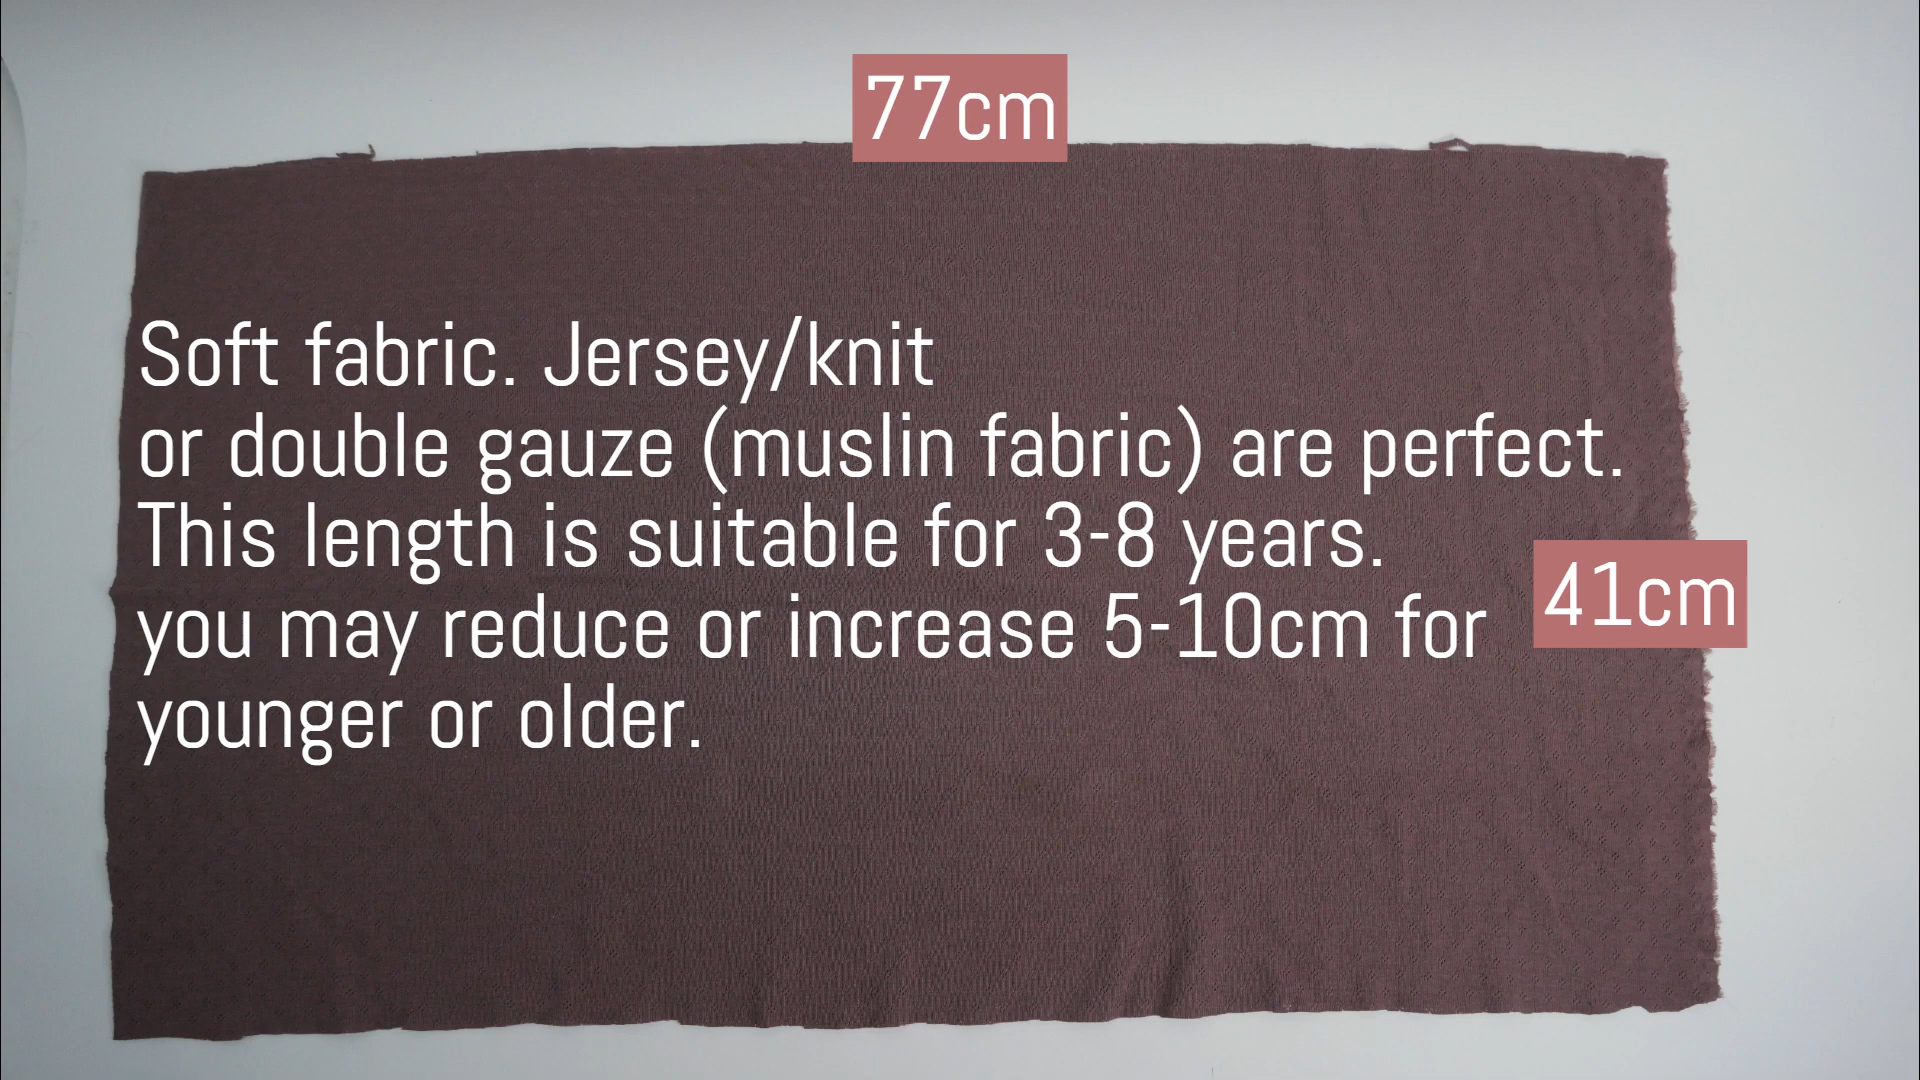 77cm
Soft fabric. Jersey/knit
or double gauze (muslin fabric) are perfect.
This length is suitable for 3-8 years.
41cm
you may reduce or increase 5-10cm for
younger or older.